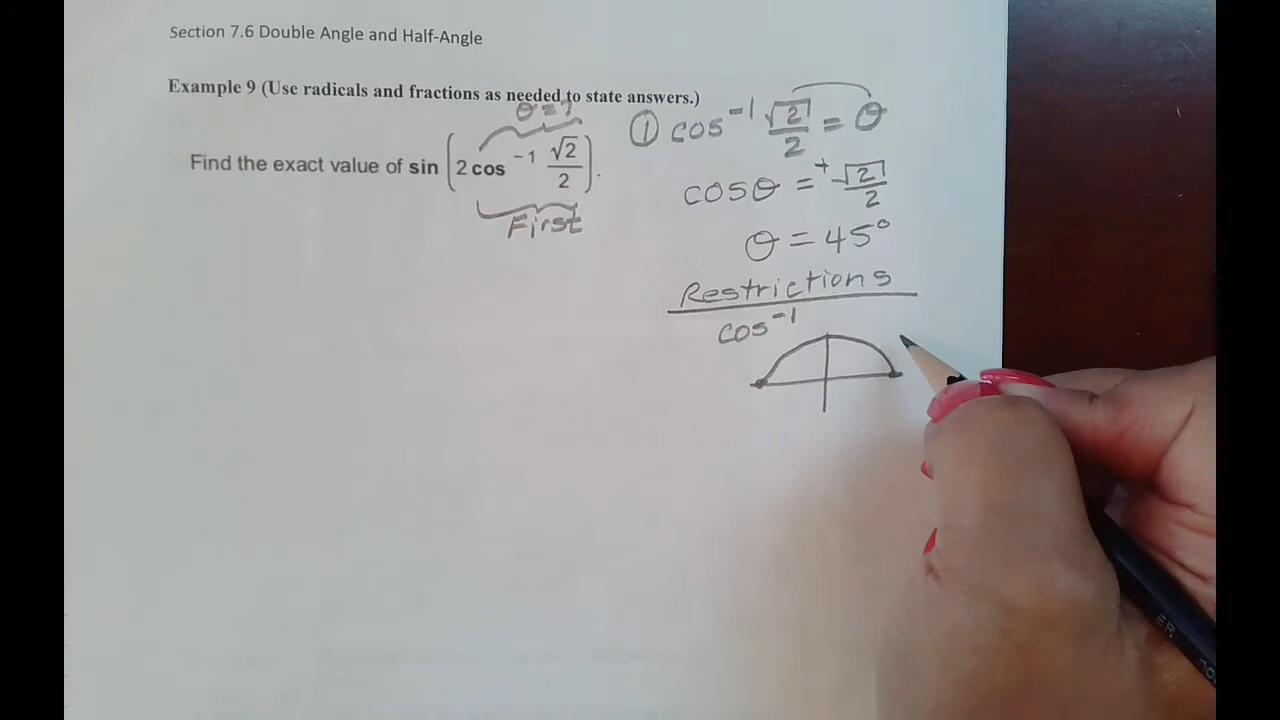 Section 7.6 Double Angle and Half-Angle
Example 9 (Use radicals and fractions as needed to state answers.)
θ = ?
Find the exact value of sin (2 cos⁻¹ √2/2).
First
① cos⁻¹ √2/2 = θ
cosθ = +√2/2
θ = 45°
Restrictions
cos⁻¹
ER